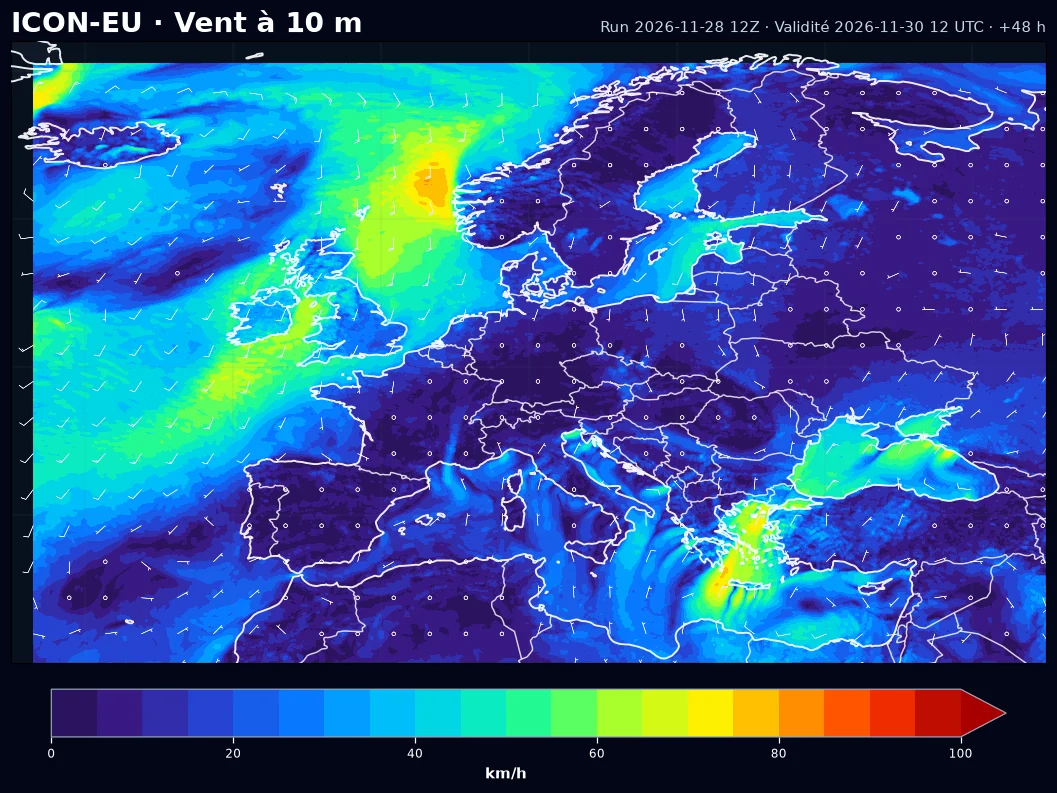 ICON-EU · Vent à 10 m
Run 2026-11-28 12Z · Validité 2026-11-30 12 UTC · +48 h
0 20 40 60 80 100
km/h